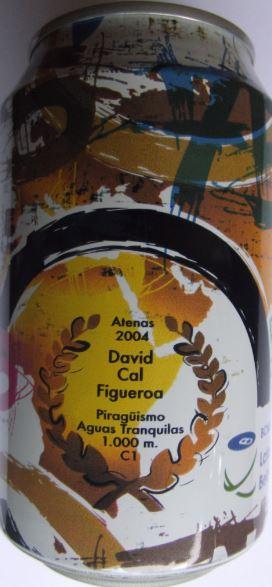 Atenas
2004
David
Cal
Figueroa
Piragüismo
Aguas Tranquilas
1.000 m.
C1